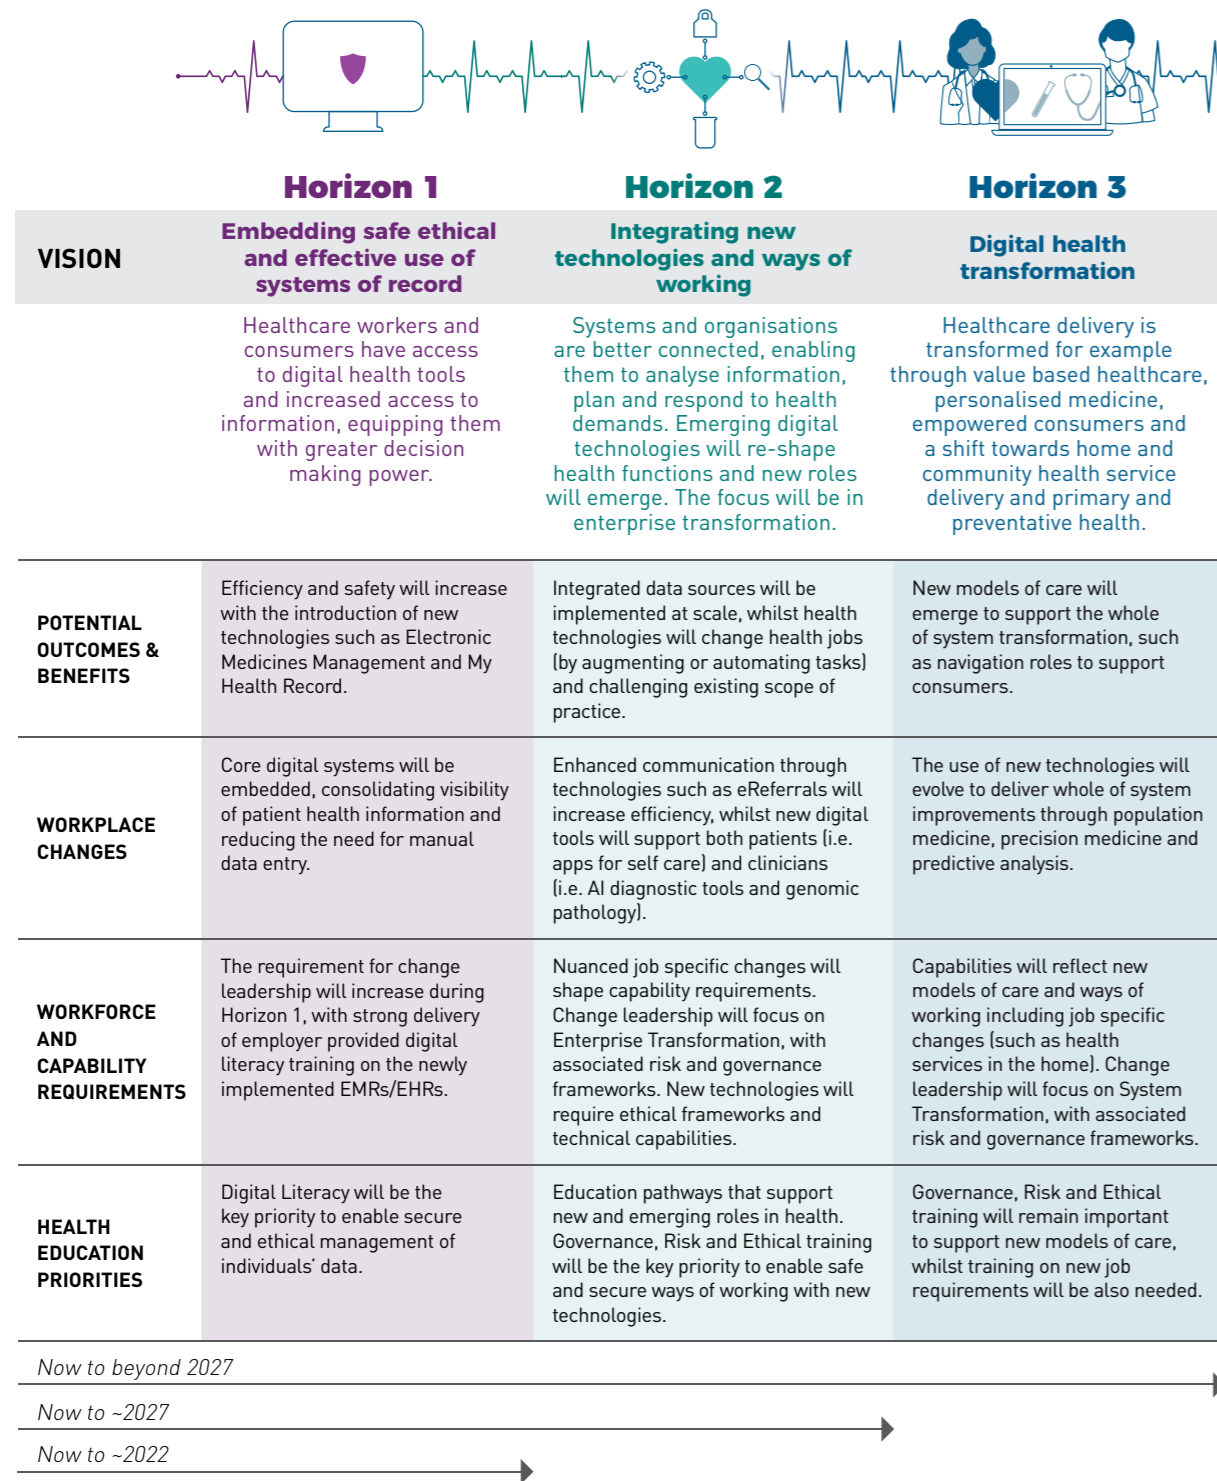 Horizon 1
Horizon 2
Horizon 3
VISION
Embedding safe ethical
and effective use of
systems of record
Integrating new
technologies and ways of
working
Digital health
transformation
Healthcare workers and
consumers have access
to digital health tools
and increased access to
information, equipping them
with greater decision
making power.
Systems and organisations
are better connected, enabling
them to analyse information,
plan and respond to health
demands. Emerging digital
technologies will re-shape
health functions and new roles
will emerge. The focus will be in
enterprise transformation.
Healthcare delivery is
transformed for example
through value based healthcare,
personalised medicine,
empowered consumers and
a shift towards home and
community health service
delivery and primary and
preventative health.
POTENTIAL
OUTCOMES &
BENEFITS
Efficiency and safety will increase
with the introduction of new
technologies such as Electronic
Medicines Management and My
Health Record.
Integrated data sources will be
implemented at scale, whilst health
technologies will change health jobs
(by augmenting or automating tasks)
and challenging existing scope of
practice.
New models of care will
emerge to support the whole
of system transformation, such
as navigation roles to support
consumers.
WORKPLACE
CHANGES
Core digital systems will be
embedded, consolidating visibility
of patient health information and
reducing the need for manual
data entry.
Enhanced communication through
technologies such as eReferrals will
increase efficiency, whilst new digital
tools will support both patients (i.e.
apps for self care) and clinicians
(i.e. AI diagnostic tools and genomic
pathology).
The use of new technologies will
evolve to deliver whole of system
improvements through population
medicine, precision medicine and
predictive analysis.
WORKFORCE
AND
CAPABILITY
REQUIREMENTS
The requirement for change
leadership will increase during
Horizon 1, with strong delivery
of employer provided digital
literacy training on the newly
implemented EMRs/EHRs.
Nuanced job specific changes will
shape capability requirements.
Change leadership will focus on
Enterprise Transformation, with
associated risk and governance
frameworks. New technologies will
require ethical frameworks and
technical capabilities.
Capabilities will reflect new
models of care and ways of
working including job specific
changes (such as health
services in the home). Change
leadership will focus on System
Transformation, with associated
risk and governance frameworks.
HEALTH
EDUCATION
PRIORITIES
Digital Literacy will be the
key priority to enable secure
and ethical management of
individuals’ data.
Education pathways that support
new and emerging roles in health.
Governance, Risk and Ethical training
will be the key priority to enable safe
and secure ways of working with new
technologies.
Governance, Risk and Ethical
training will remain important
to support new models of care,
whilst training on new job
requirements will be also needed.
Now to beyond 2027
Now to ~2027
Now to ~2022